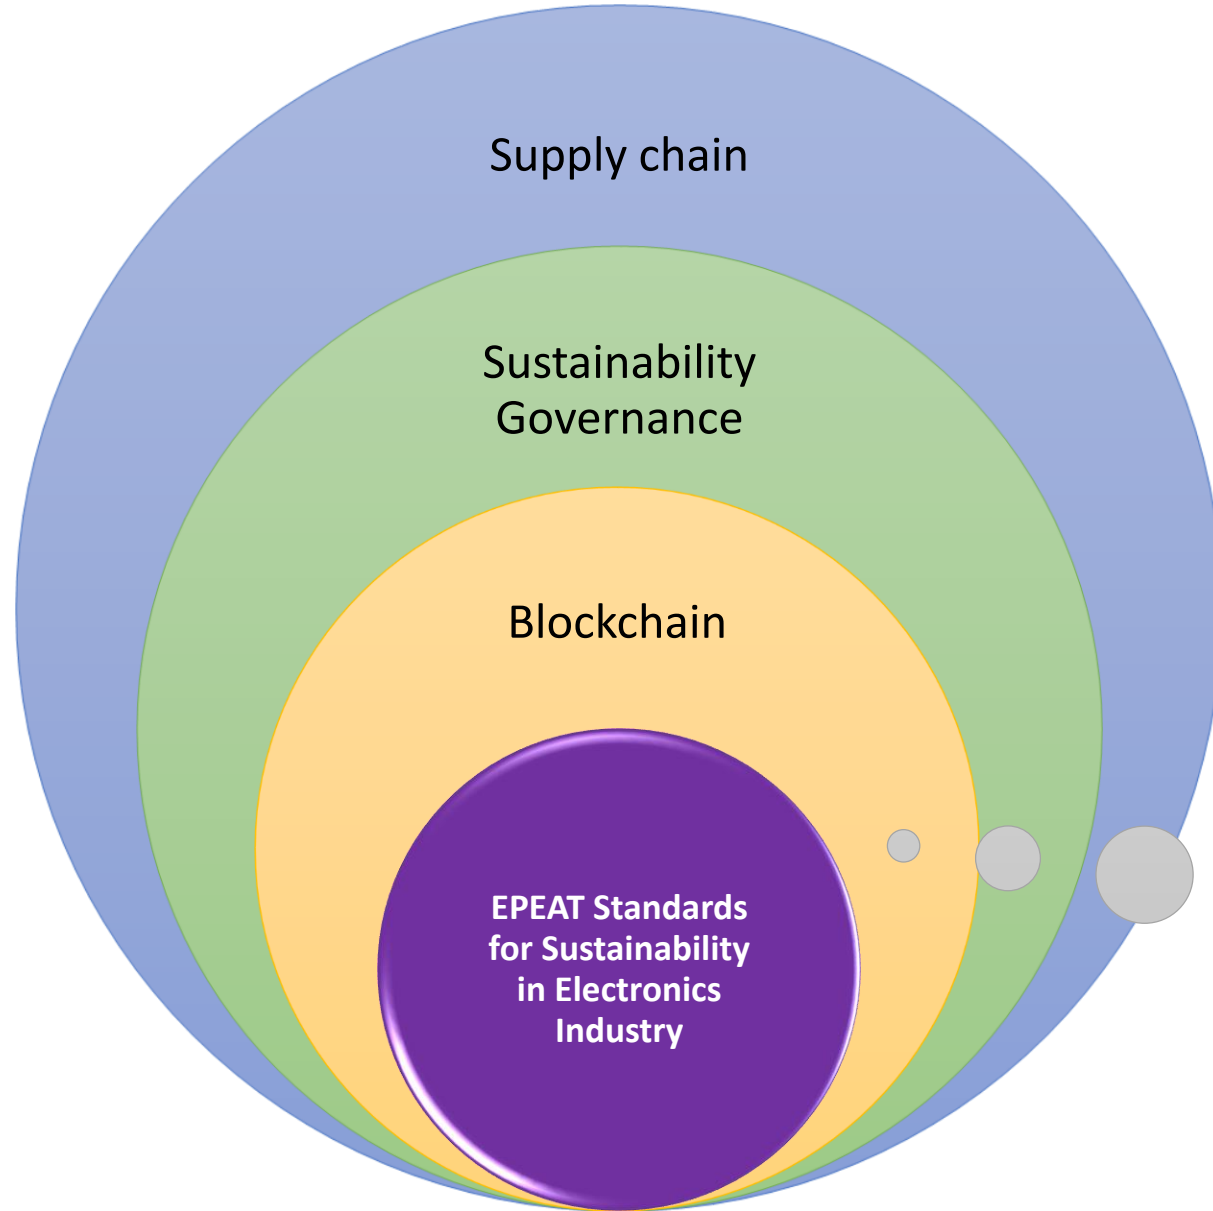 Supply chain
Sustainability
Governance
Blockchain
EPEAT Standards
for Sustainability
in Electronics
Industry